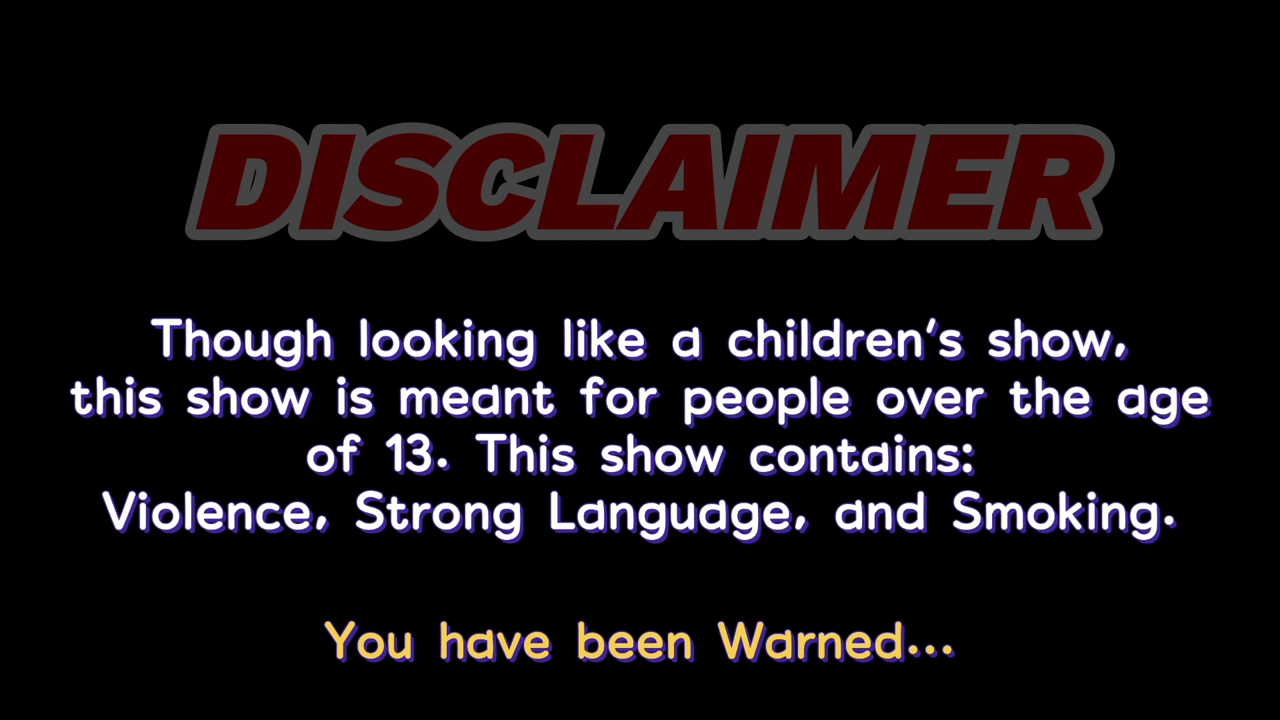 DISCLAIMER
Though looking like a children's show,
this show is meant for people over the age
of 13. This show contains:
Violence, Strong Language, and Smoking.
You have been Warned...